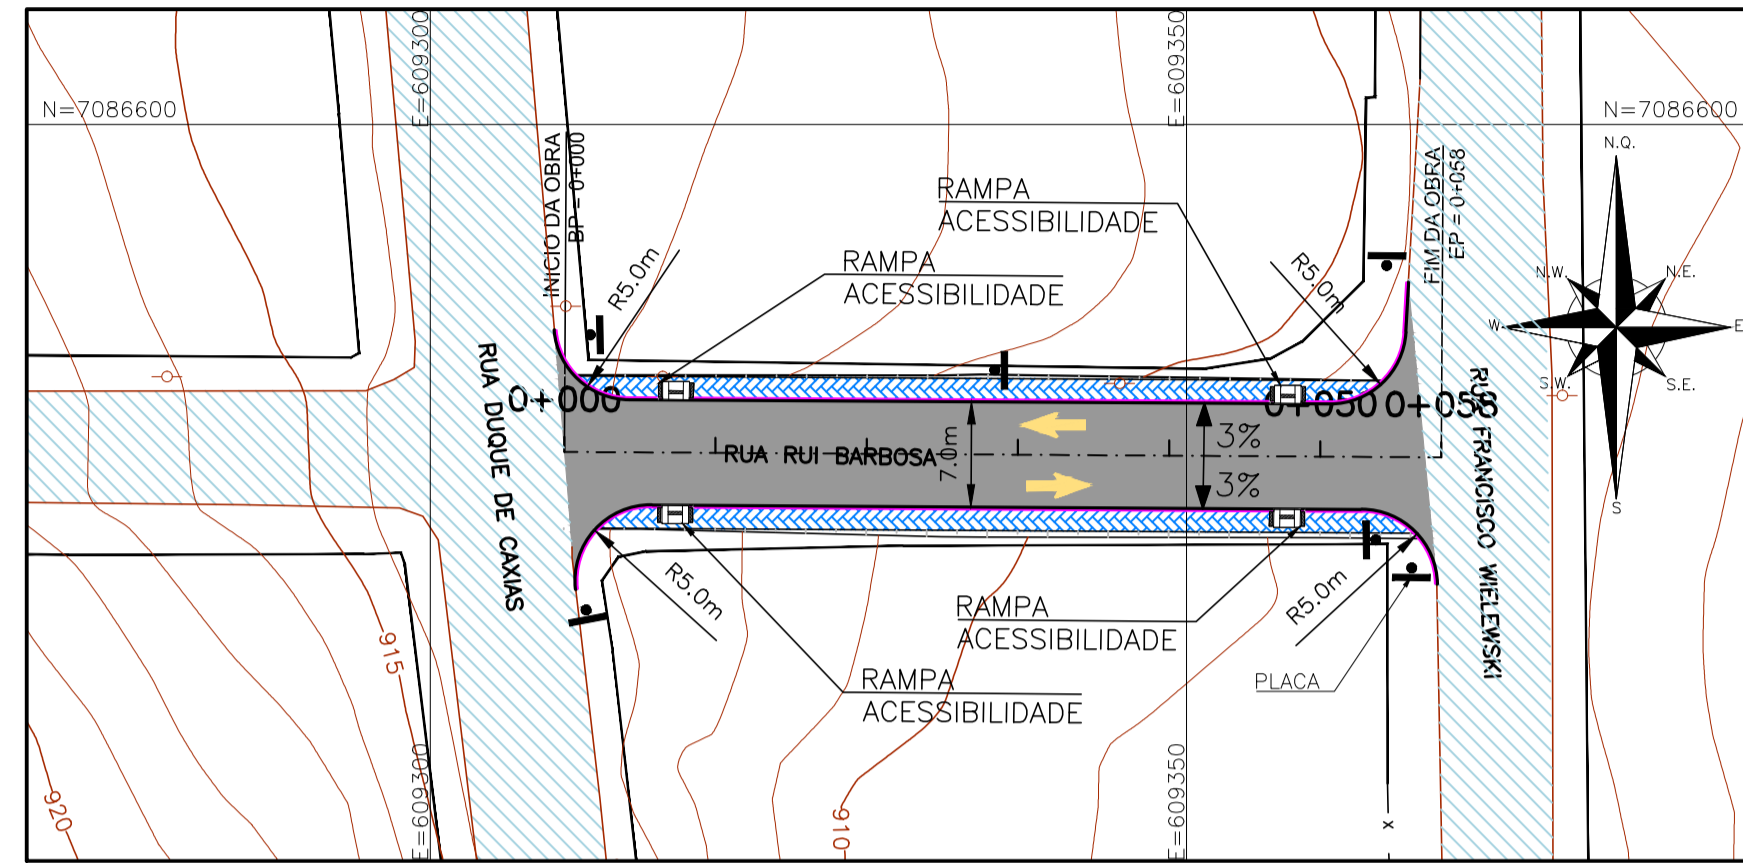 N=7086600
E=609300
E=609350
N=7086600
N.Q.
N.W.
N.E.
W
E
S.W.
S.E.
S
INICIO DA OBRA
BP = 0+000
FIM DA OBRA
EP = 0+058
RAMPA
ACESSIBILIDADE
RAMPA
ACESSIBILIDADE
R5.0m
R5.0m
0+000
0+050
0+058
RUA DUQUE DE CAXIAS
RUA RUI BARBOSA
7.0m
3%
3%
RUA FRANCISCO WIELEWSKI
R5.0m
R5.0m
RAMPA
ACESSIBILIDADE
RAMPA
ACESSIBILIDADE
PLACA
915
920
910
E=609300
E=609350
x